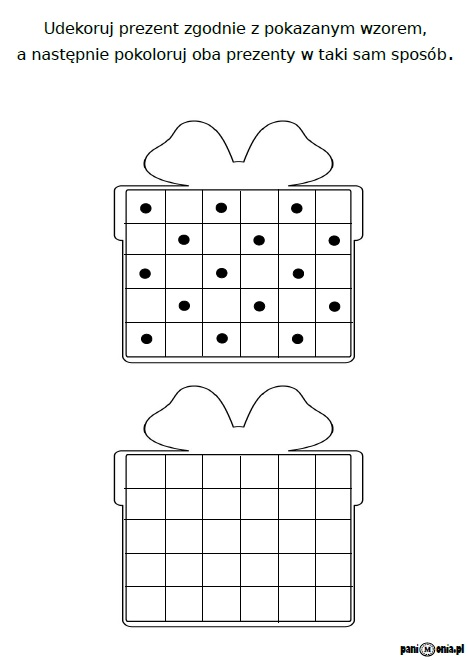 Udekoruj prezent zgodnie z pokazanym wzorem,
a następnie pokoloruj oba prezenty w taki sam sposób.
paniMonia.pl